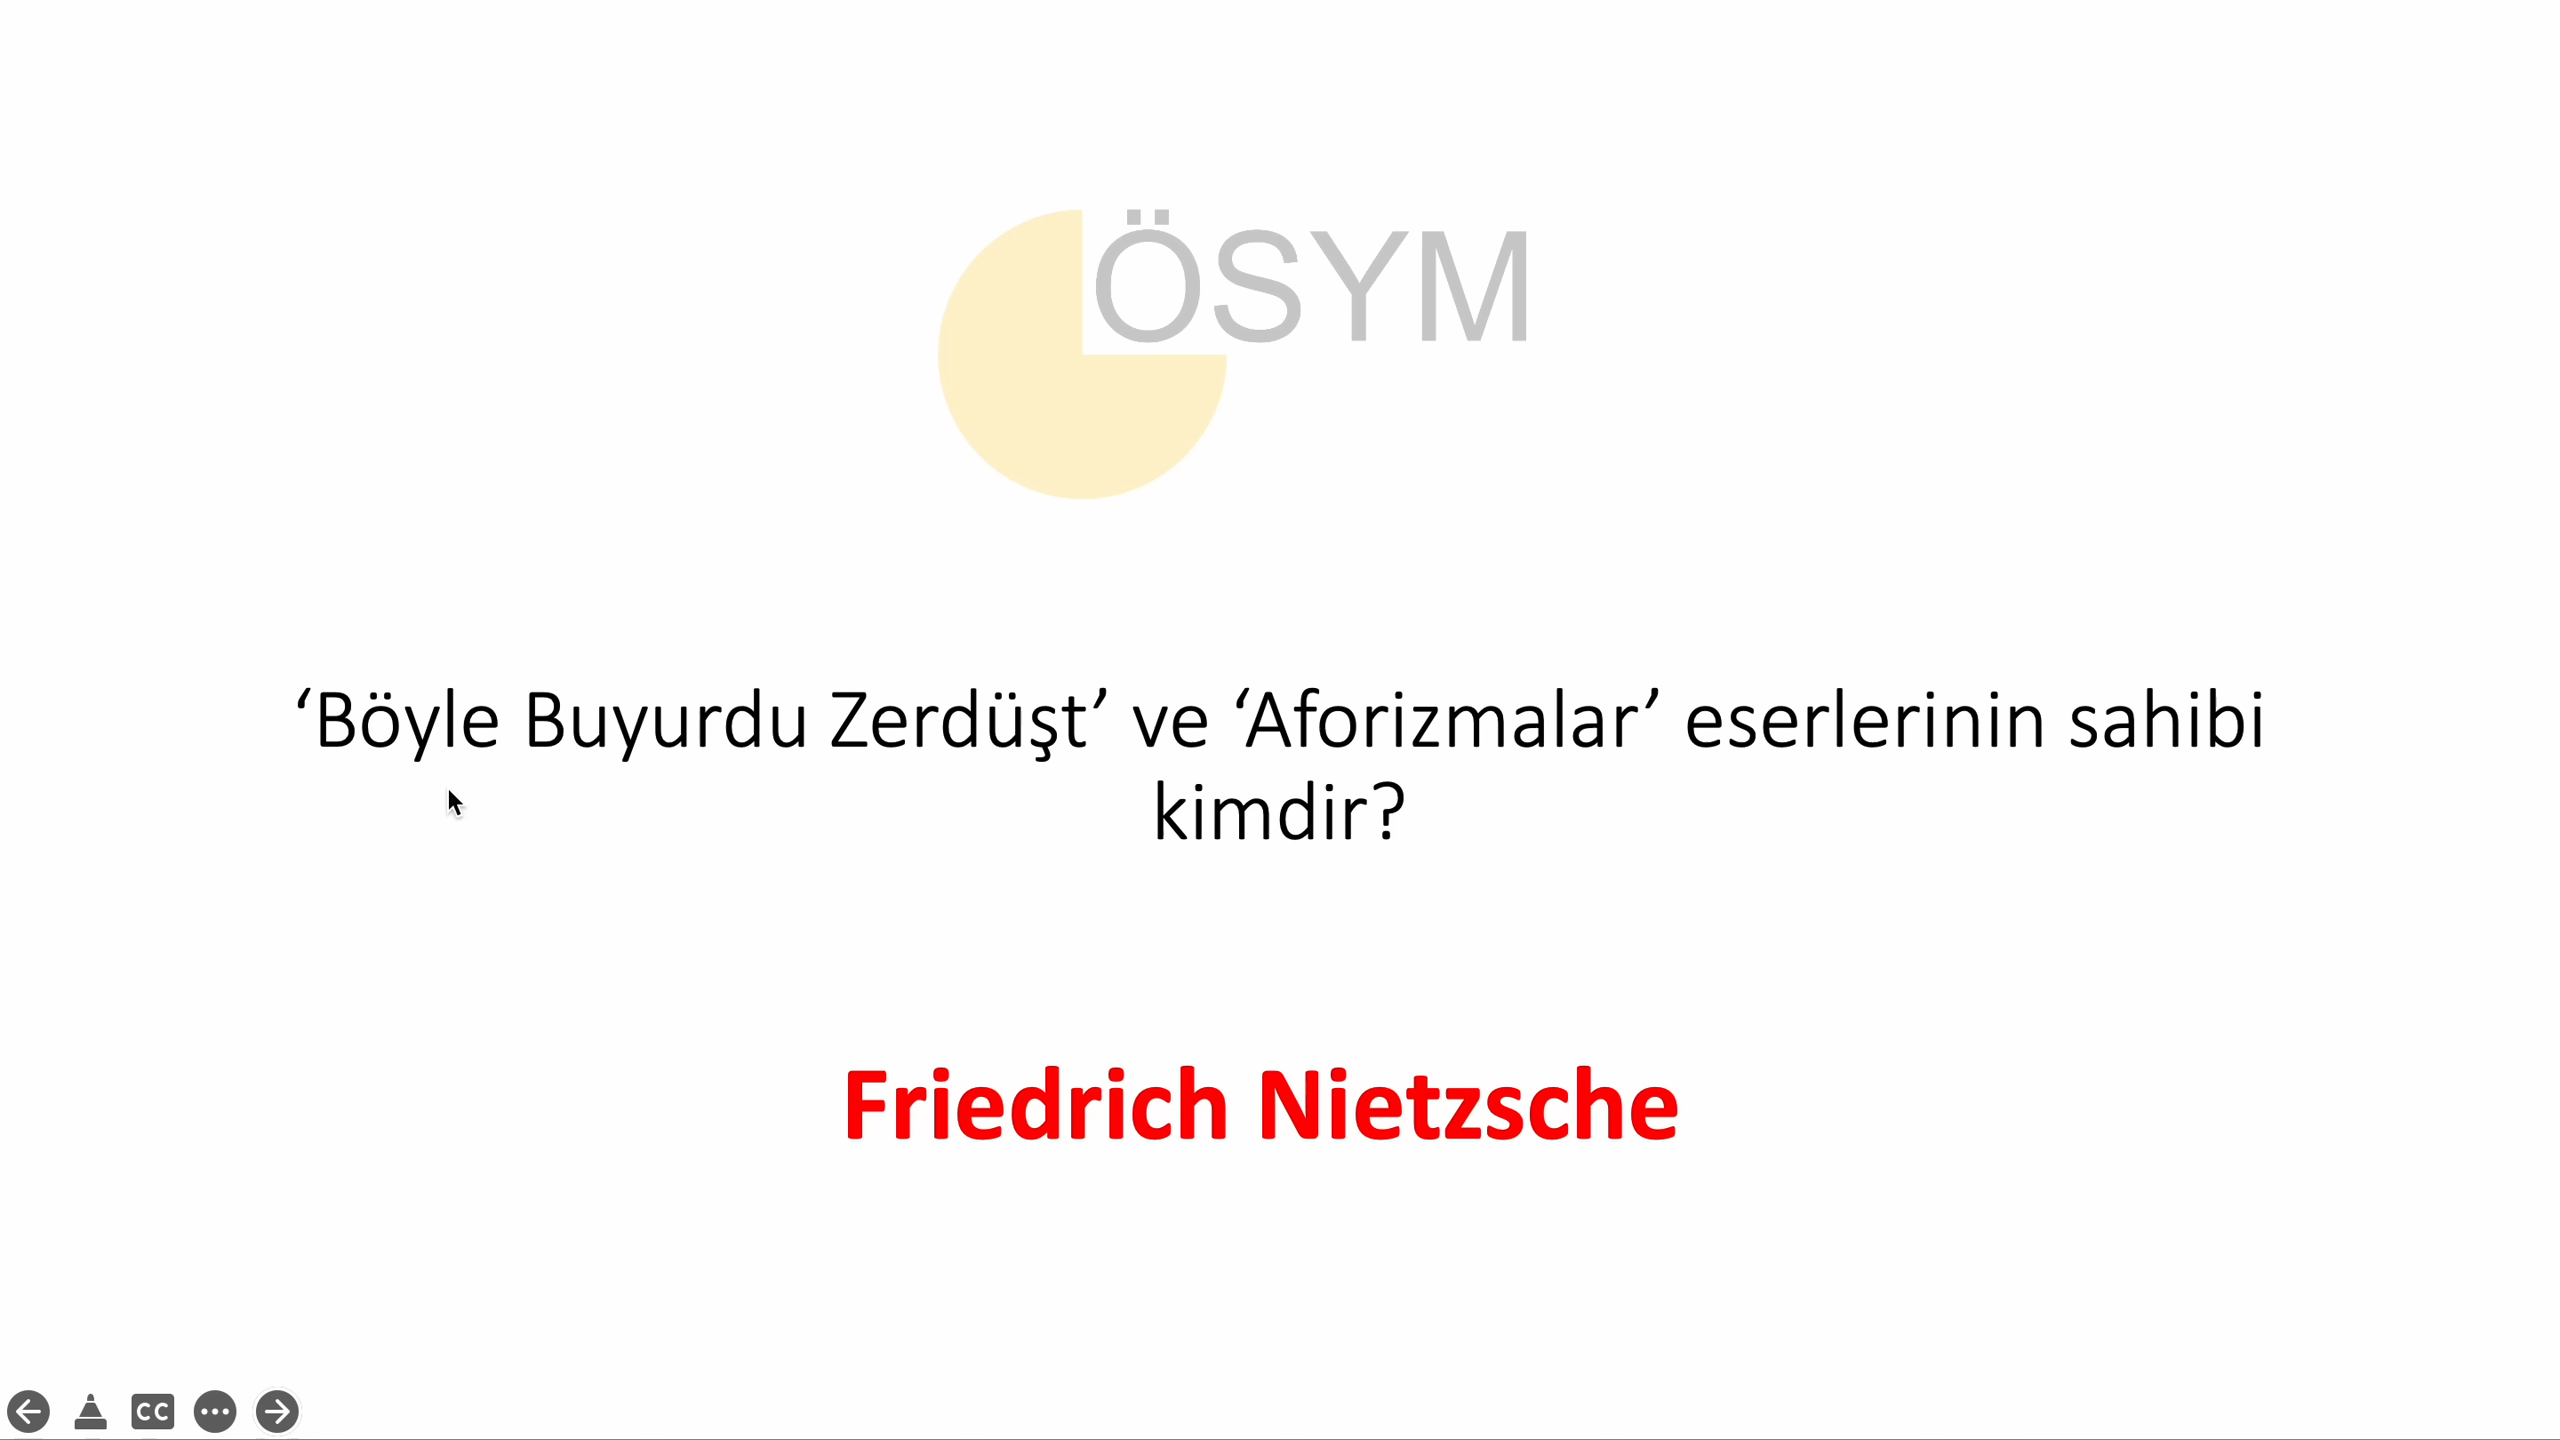 ÖSYM
‘Böyle Buyurdu Zerdüşt’ ve ‘Aforizmalar’ eserlerinin sahibi
kimdir?
Friedrich Nietzsche
CC